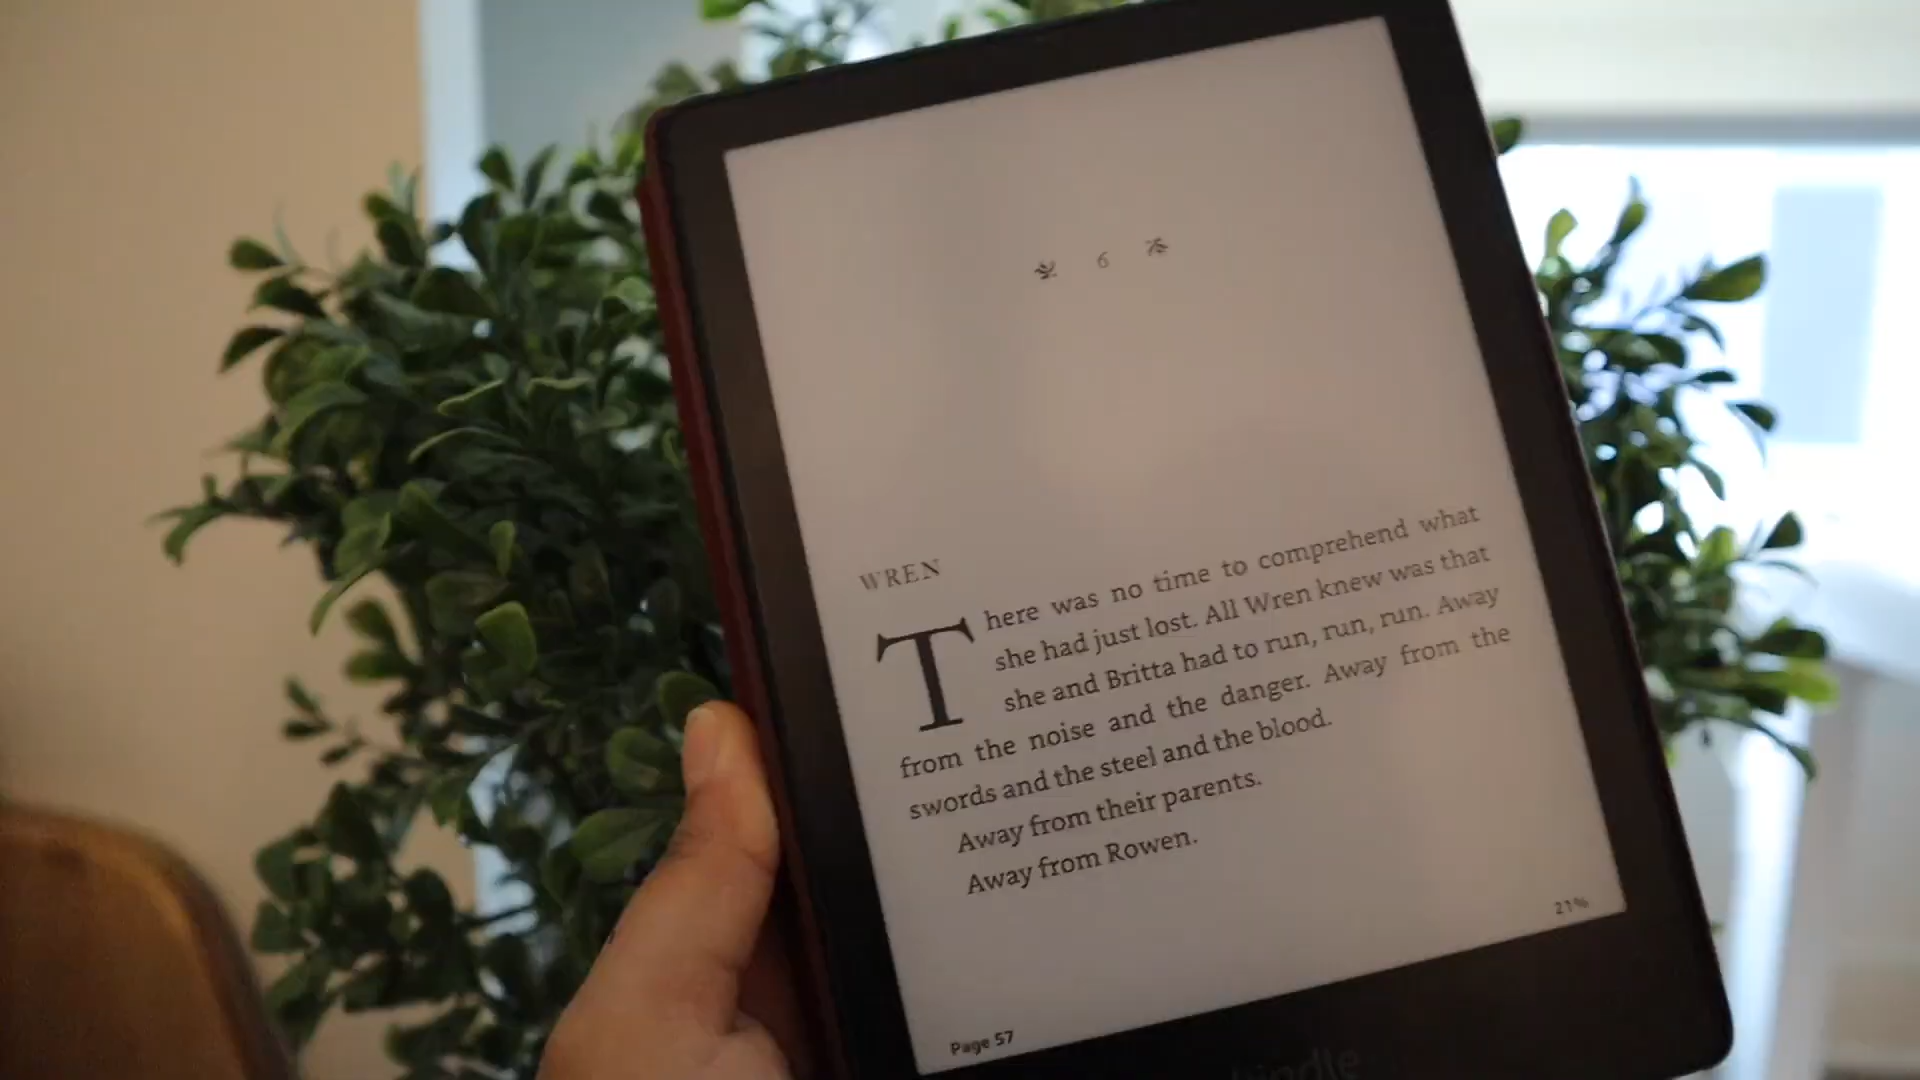 6
WREN
There was no time to comprehend what
she had just lost. All Wren knew was that
she and Britta had to run, run, run. Away
from the noise and the danger. Away from the
swords and the steel and the blood.
Away from their parents.
Away from Rowen.
21%
Page 57
kindle